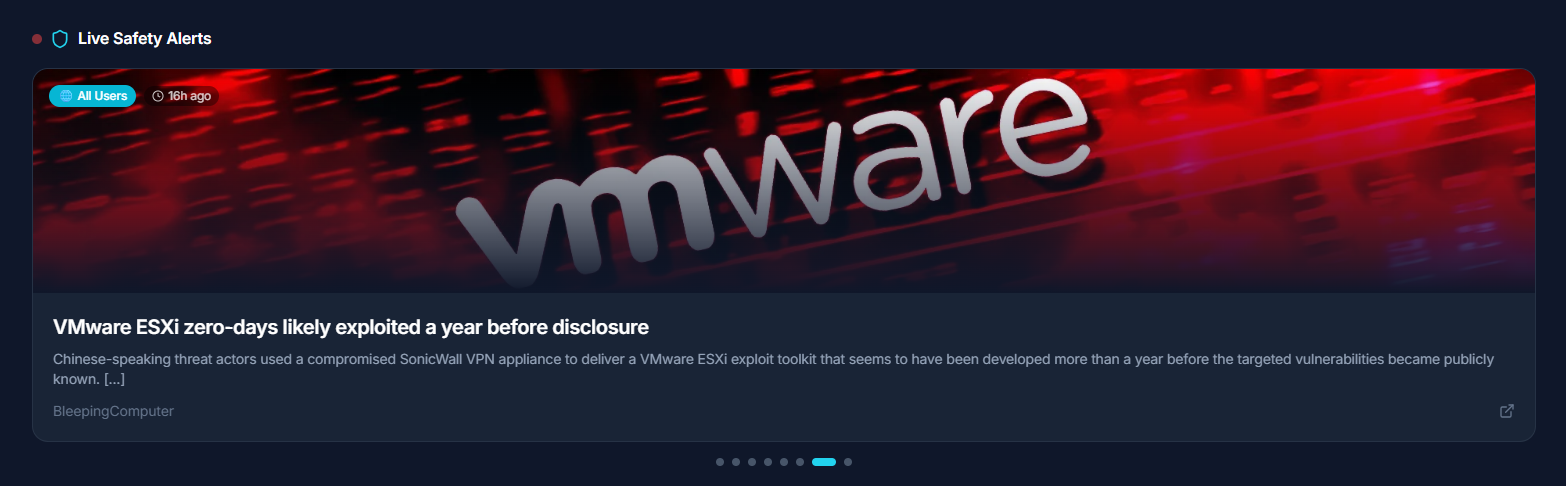 Live Safety Alerts
All Users
16h ago
vmware
VMware ESXi zero-days likely exploited a year before disclosure
Chinese-speaking threat actors used a compromised SonicWall VPN appliance to deliver a VMware ESXi exploit toolkit that seems to have been developed more than a year before the targeted vulnerabilities became publicly
known. [...]
BleepingComputer